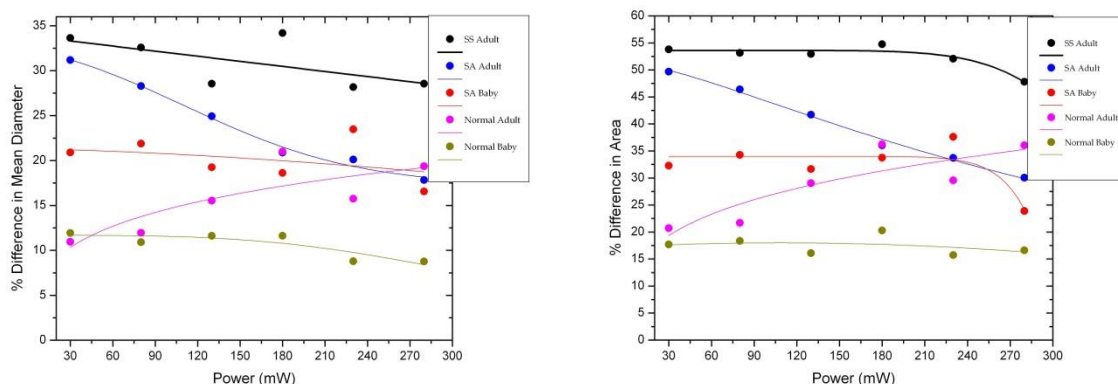 % Difference in Mean Diameter
35
30
25
20
15
10
5
0
30 60 90 120 150 180 210 240 270 300
Power (mW)
SS Adult
SA Adult
SA Baby
Normal Adult
Normal Baby
% Difference in Area
60
55
50
45
40
35
30
25
20
15
10
5
0
30 60 90 120 150 180 210 240 270 300
Power (mW)
SS Adult
SA Adult
SA Baby
Normal Adult
Normal Baby